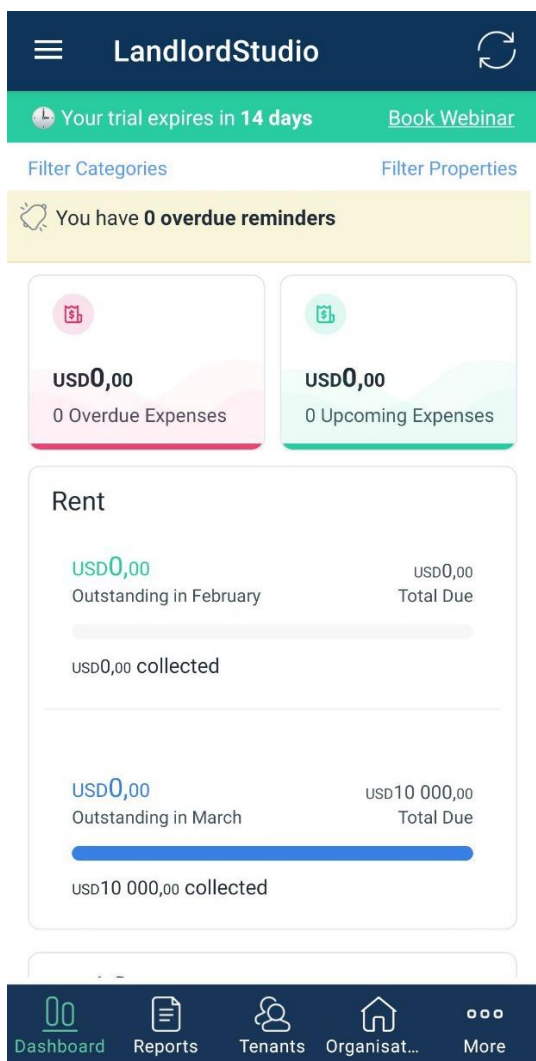 LandlordStudio
Your trial expires in 14 days Book Webinar
Filter Categories Filter Properties
You have 0 overdue reminders
USD0,00 USD0,00
0 Overdue Expenses 0 Upcoming Expenses
Rent
USD0,00 USD0,00
Outstanding in February Total Due
USD0,00 collected
USD0,00 USD10 000,00
Outstanding in March Total Due
USD10 000,00 collected
Dashboard Reports Tenants Organisat... More